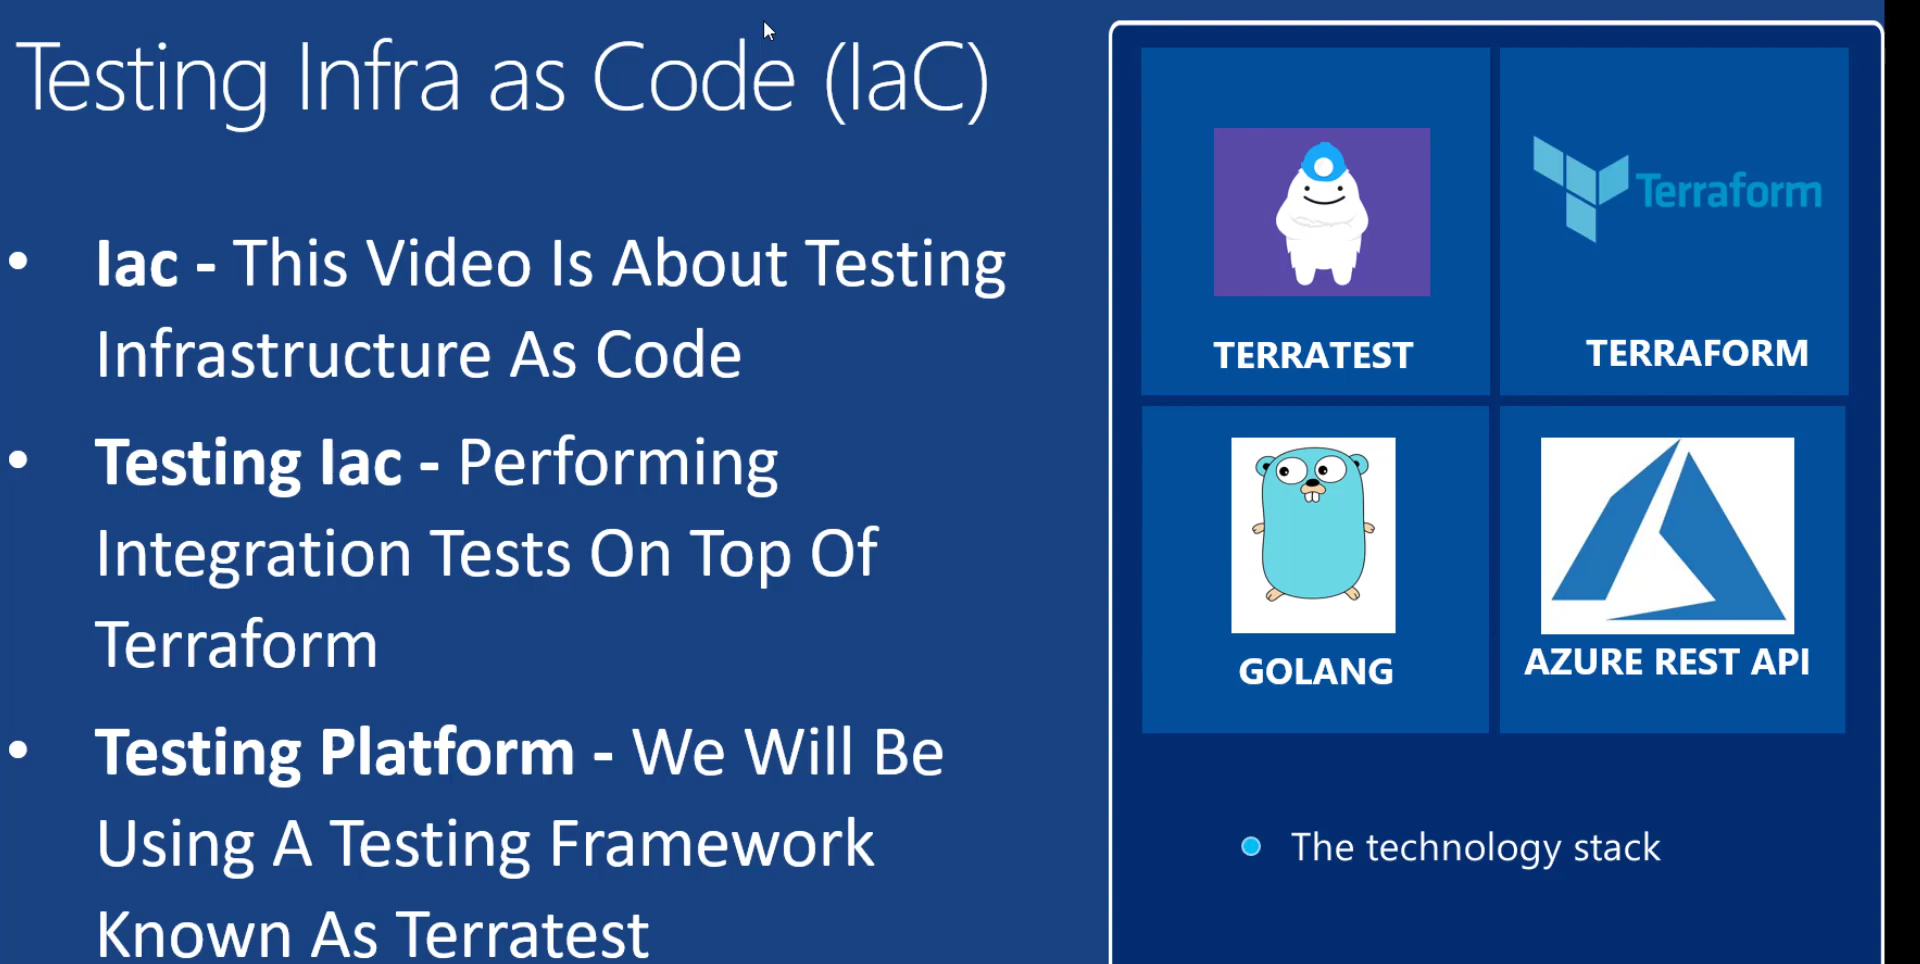 Testing Infra as Code (IaC)
• Iac - This Video Is About Testing
Infrastructure As Code
• Testing Iac - Performing
Integration Tests On Top Of
Terraform
• Testing Platform - We Will Be
Using A Testing Framework
Known As Terratest
TERRATEST
Terraform
TERRAFORM
GOLANG
AZURE REST API
The technology stack